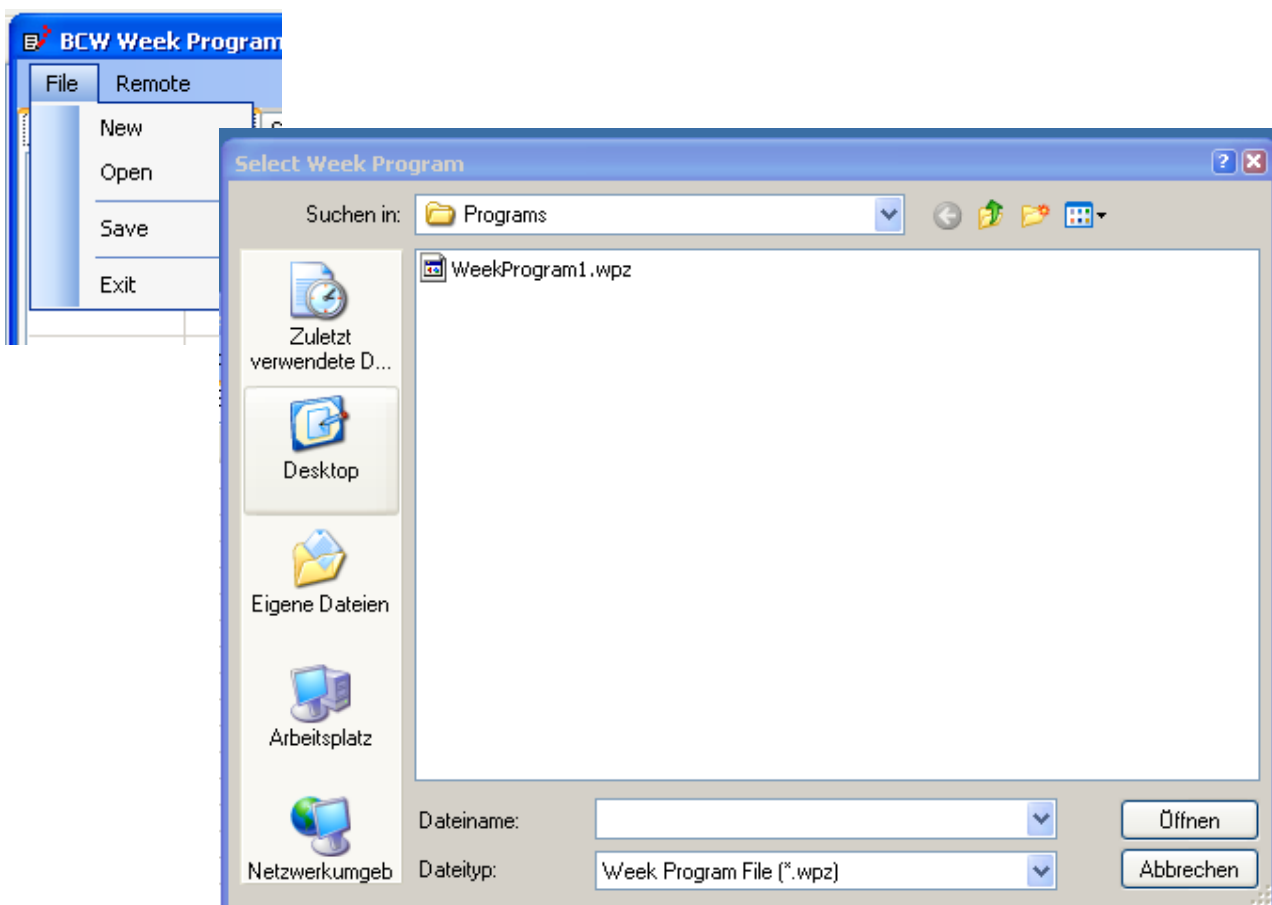 BCW Week Program
File Remote
New
Open
Save
Exit
Select Week Program
Suchen in: Programs
WeekProgram1.wpz
Zuletzt
verwendete D...
Desktop
Eigene Dateien
Arbeitsplatz
Netzwerkumgeb
Dateiname:
Öffnen
Dateityp: Week Program File (*.wpz)
Abbrechen